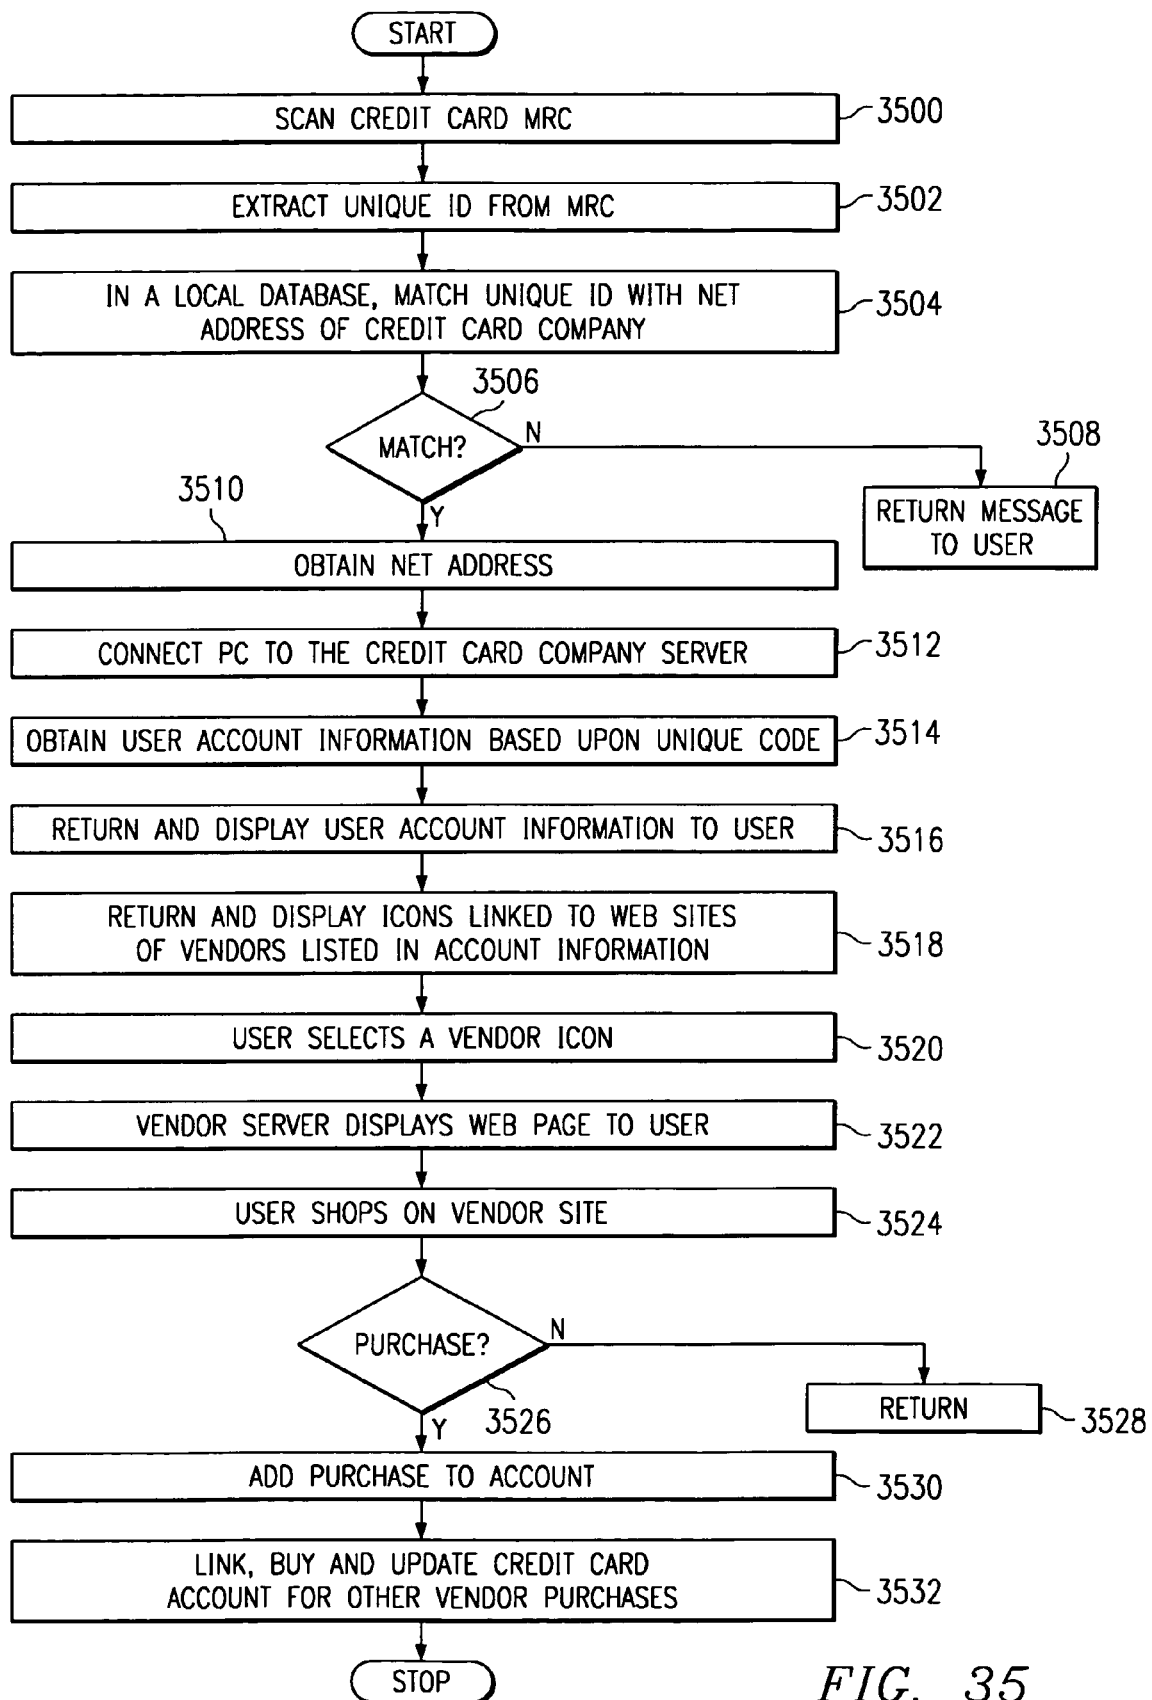 START
SCAN CREDIT CARD MRC
3500
EXTRACT UNIQUE ID FROM MRC
3502
IN A LOCAL DATABASE, MATCH UNIQUE ID WITH NET
ADDRESS OF CREDIT CARD COMPANY
3504
3506
MATCH?
N
3508
RETURN MESSAGE
TO USER
Y
3510
OBTAIN NET ADDRESS
CONNECT PC TO THE CREDIT CARD COMPANY SERVER
3512
OBTAIN USER ACCOUNT INFORMATION BASED UPON UNIQUE CODE
3514
RETURN AND DISPLAY USER ACCOUNT INFORMATION TO USER
3516
RETURN AND DISPLAY ICONS LINKED TO WEB SITES
OF VENDORS LISTED IN ACCOUNT INFORMATION
3518
USER SELECTS A VENDOR ICON
3520
VENDOR SERVER DISPLAYS WEB PAGE TO USER
3522
USER SHOPS ON VENDOR SITE
3524
PURCHASE?
N
3526
RETURN
3528
Y
ADD PURCHASE TO ACCOUNT
3530
LINK, BUY AND UPDATE CREDIT CARD
ACCOUNT FOR OTHER VENDOR PURCHASES
3532
STOP
FIG. 35